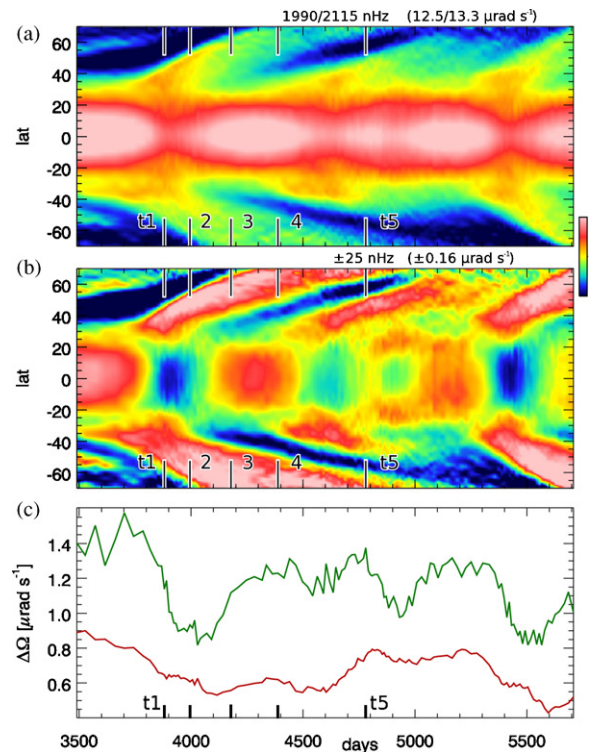 1990/2115 nHz (12.5/13.3 µrad s⁻¹)
(a)
60
40
20
0
-20
-40
-60
lat
t1 2 3 4 t5
±25 nHz (±0.16 µrad s⁻¹)
(b)
60
40
20
0
-20
-40
-60
lat
t1 2 3 4 t5
(c)
1.4
1.2
1.0
0.8
0.6
ΔΩ [µrad s⁻¹]
t1 t5
3500 4000 4500 5000 5500
days